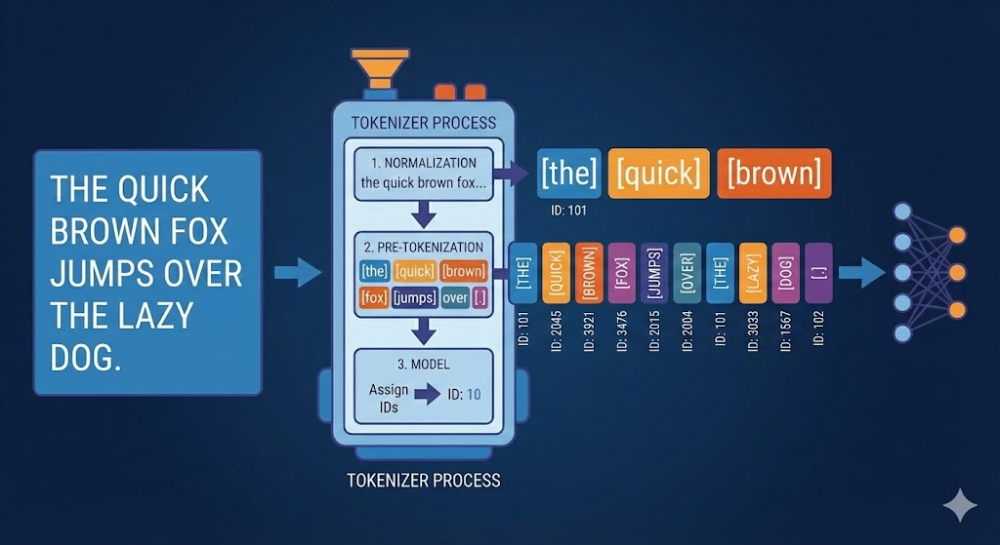 THE QUICK
BROWN FOX
JUMPS OVER
THE LAZY
DOG.
TOKENIZER PROCESS
1. NORMALIZATION
the quick brown fox...
2. PRE-TOKENIZATION
[the] [quick] [brown]
[fox] [jumps] over [.]
3. MODEL
Assign
IDs
ID: 10
TOKENIZER PROCESS
[the] [quick] [brown]
ID: 101
[THE] [QUICK] [BROWN] [FOX] [JUMPS] [OVER] [THE] [LAZY] [DOG] [.]
ID: 101 ID: 2045 ID: 3921 ID: 3476 ID: 2015 ID: 2004 ID: 101 ID: 3033 ID: 1567 ID: 102